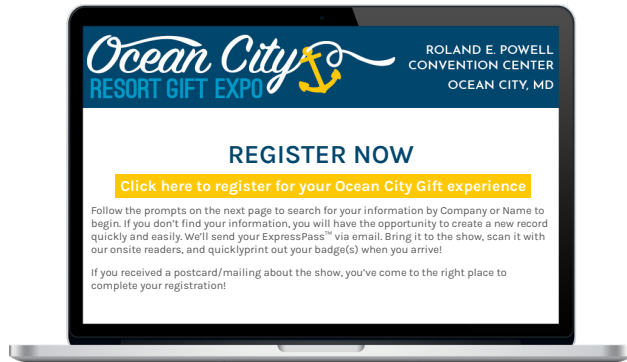 Ocean City
RESORT GIFT EXPO
ROLAND E. POWELL
CONVENTION CENTER
OCEAN CITY, MD
REGISTER NOW
Click here to register for your Ocean City Gift experience
Follow the prompts on the next page to search for your information by Company or Name to
begin. If you don't find your information, you will have the opportunity to create a new record
quickly and easily. We'll send your ExpressPass™ via email. Bring it to the show, scan it with
our onsite readers, and quicklyprint out your badge(s) when you arrive!
If you received a postcard/mailing about the show, you've come to the right place to
complete your registration!